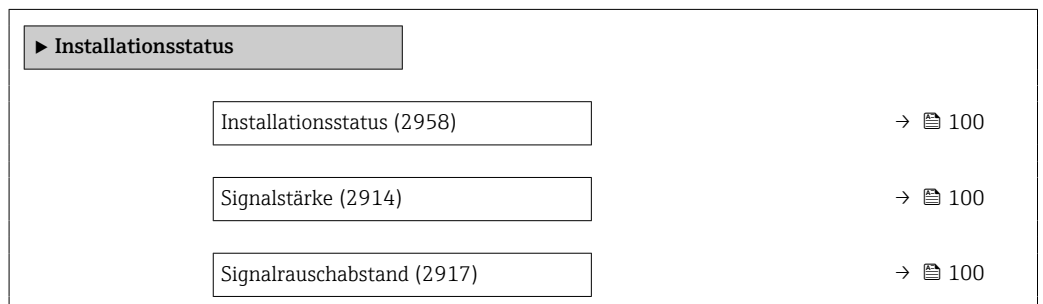 ▶ Installationsstatus
Installationsstatus (2958) → 100
Signalstärke (2914) → 100
Signalrauschabstand (2917) → 100